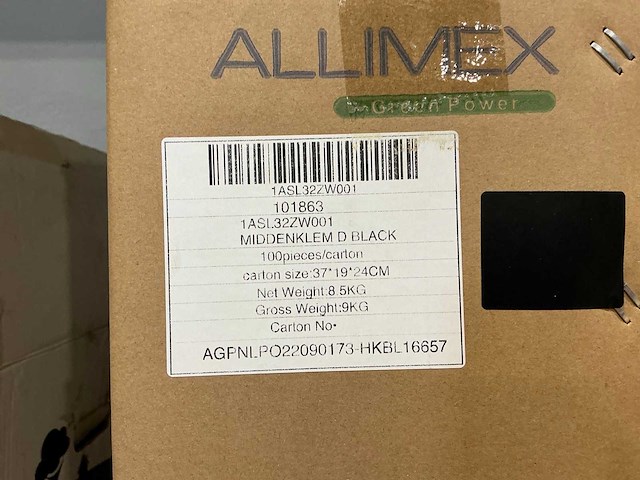 ALLIMEX
Green Power
1ASL32ZW001
101863
1ASL32ZW001
MIDDENKLEM D BLACK
100pieces/carton
carton size:37*19*24CM
Net Weight:8.5KG
Gross Weight:9KG
Carton No•
AGPNLPO22090173-HKBL16657